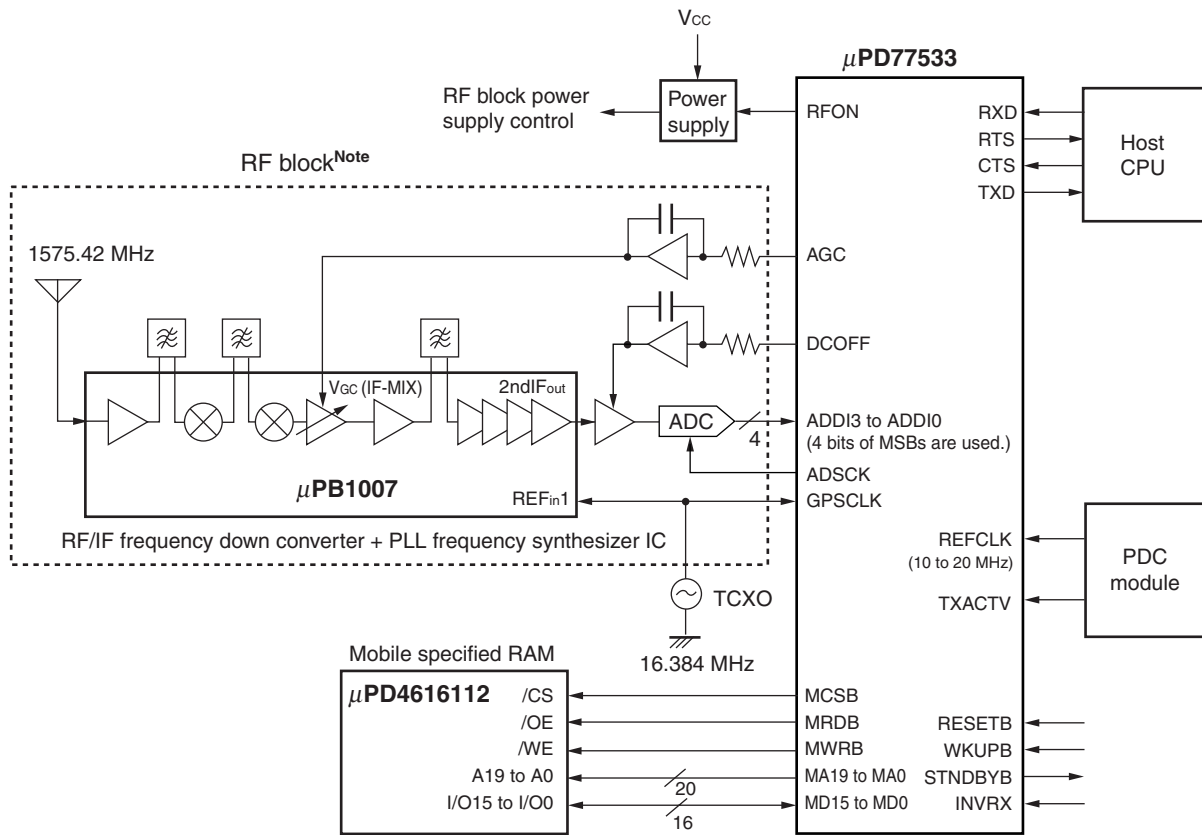 VCC
μPD77533
RF block power
supply control
Power
supply
RFON
RXD
RTS
CTS
TXD
Host
CPU
RF blockNote
1575.42 MHz
AGC
DCOFF
VGC (IF-MIX)
2ndIFout
ADC
4
ADDI3 to ADDI0
(4 bits of MSBs are used.)
ADSCK
μPB1007
REFin1
GPSCLK
RF/IF frequency down converter + PLL frequency synthesizer IC
REFCLK
(10 to 20 MHz)
TXACTV
PDC
module
TCXO
16.384 MHz
Mobile specified RAM
μPD4616112
/CS
/OE
/WE
A19 to A0
I/O15 to I/O0
20
16
MCSB
MRDB
MWRB
MA19 to MA0
MD15 to MD0
RESETB
WKUPB
STNDBYB
INVRX